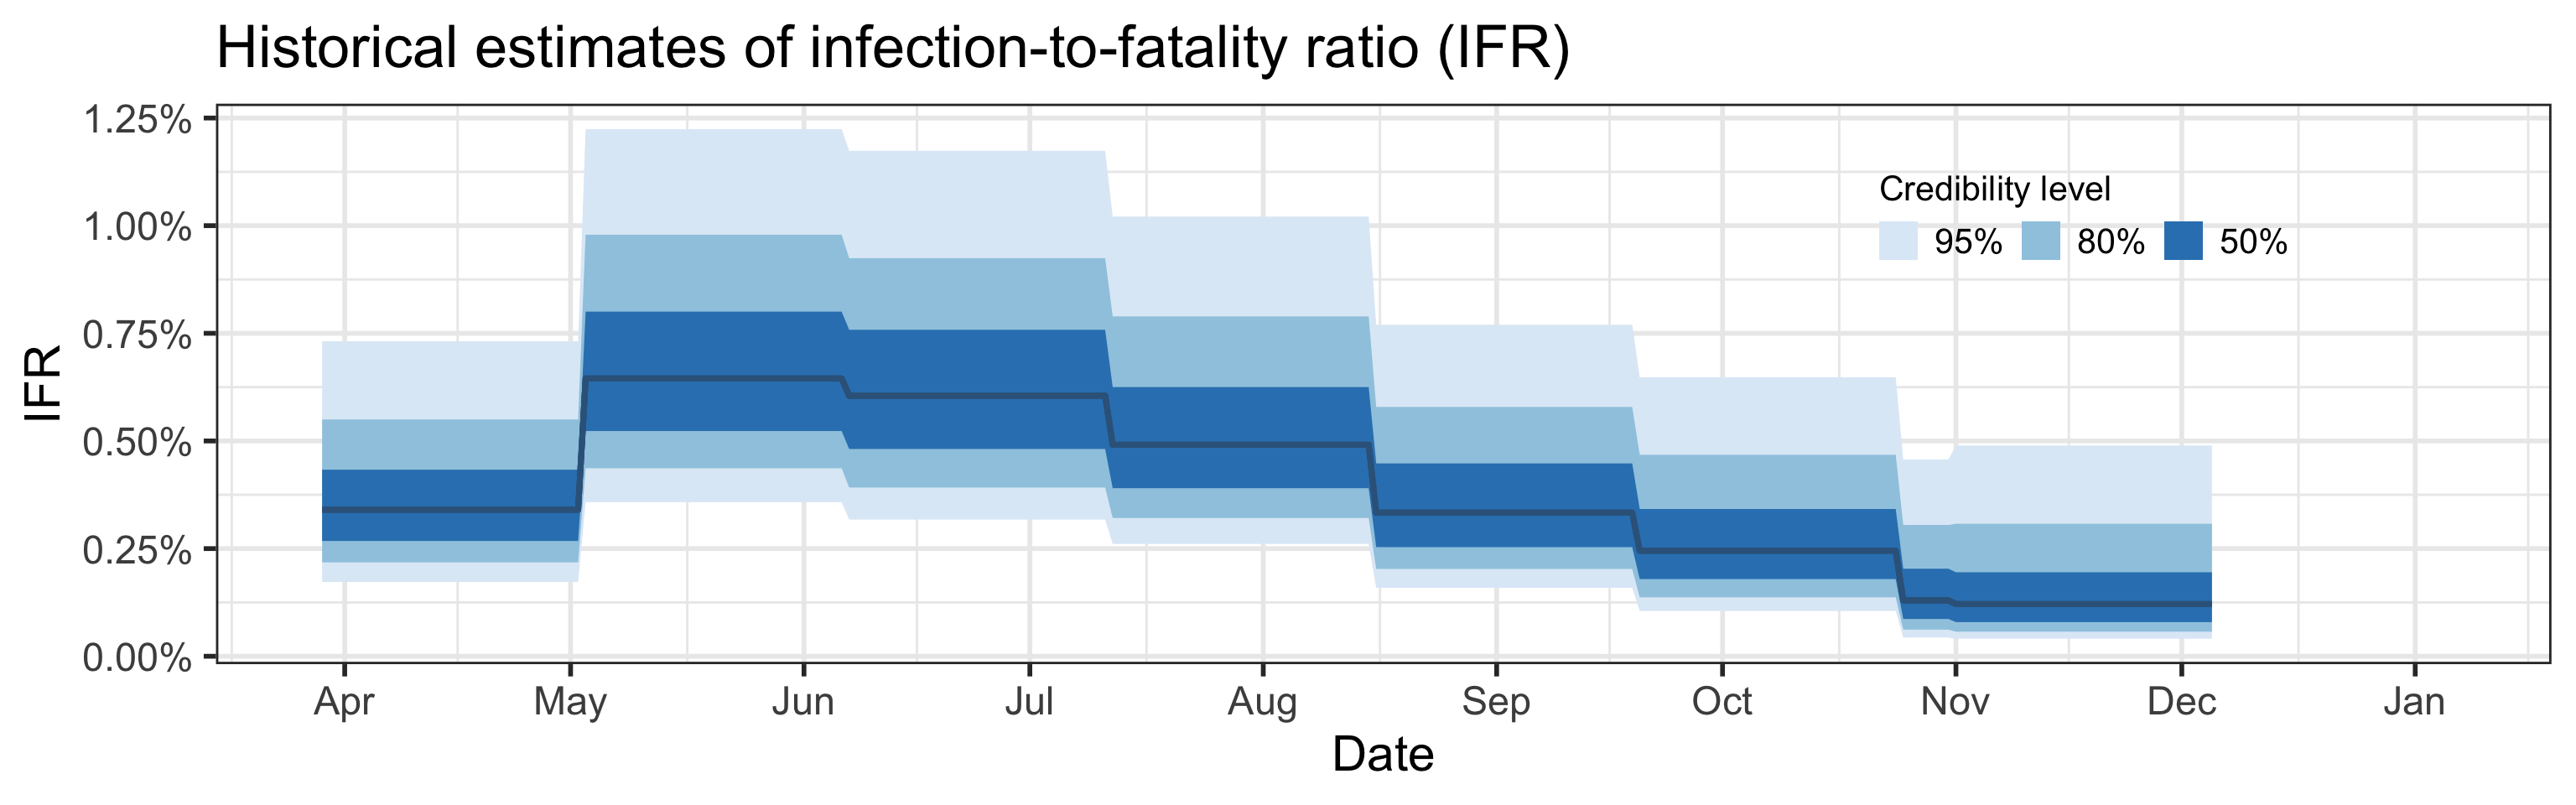 Historical estimates of infection-to-fatality ratio (IFR)
1.25%
1.00%
0.75%
0.50%
0.25%
0.00%
IFR
Credibility level
95% 80% 50%
Apr May Jun Jul Aug Sep Oct Nov Dec Jan
Date